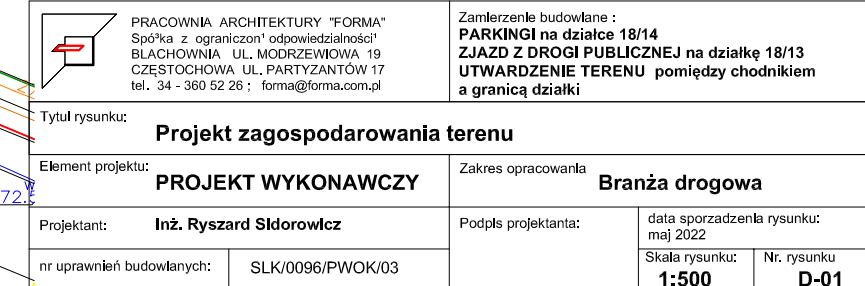 PRACOWNIA ARCHITEKTURY "FORMA"
Spó³ka z ograniczon¹ odpowiedzialności¹
BLACHOWNIA UL. MODRZEWIOWA 19
CZĘSTOCHOWA UL. PARTYZANTÓW 17
tel. 34 - 360 52 26 ; forma@forma.com.pl
Zamierzenie budowlane :
PARKINGI na działce 18/14
ZJAZD Z DROGI PUBLICZNEJ na działkę 18/13
UTWARDZENIE TERENU pomiędzy chodnikiem
a granicą działki
Tytuł rysunku:
Projekt zagospodarowania terenu
Element projektu:
PROJEKT WYKONAWCZY
Zakres opracowania
Branża drogowa
Projektant: Inż. Ryszard Sidorowicz
Podpis projektanta:
data sporzadzenia rysunku:
maj 2022
nr uprawnień budowlanych: SLK/0096/PWOK/03
Skala rysunku:
1:500
Nr. rysunku
D-01
72.